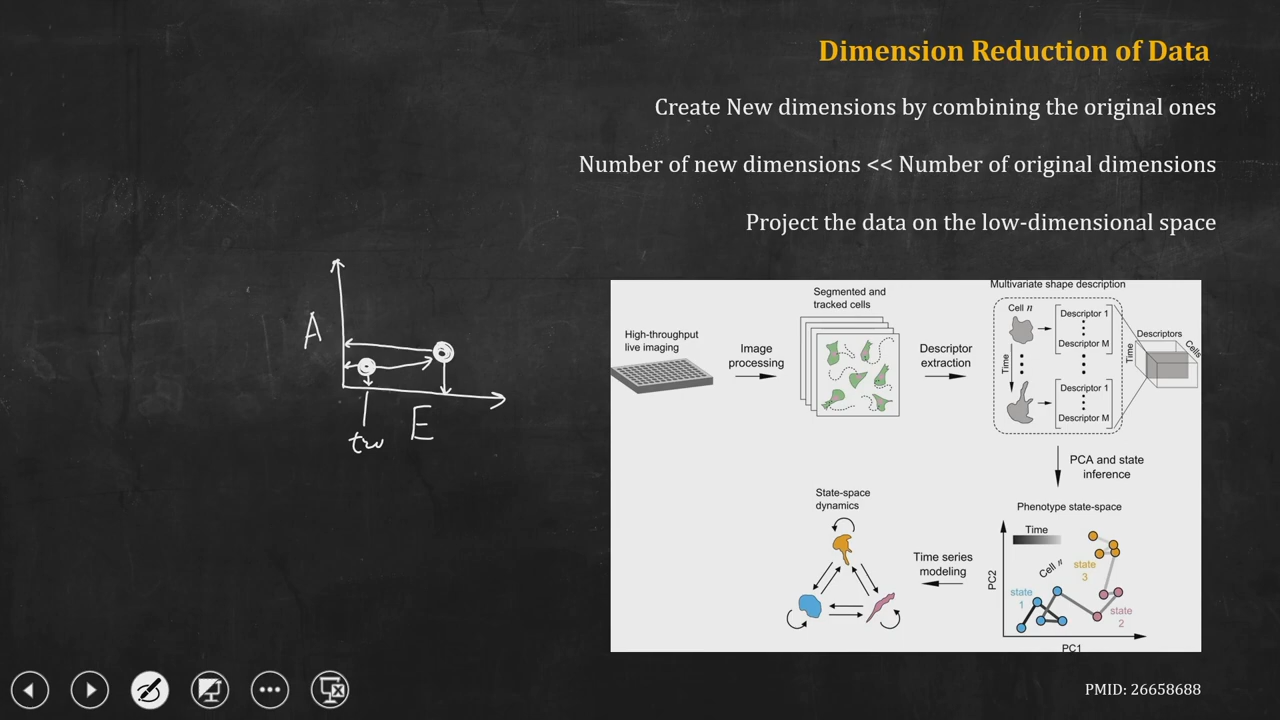 Dimension Reduction of Data
Create New dimensions by combining the original ones
Number of new dimensions << Number of original dimensions
Project the data on the low-dimensional space
A
E
High-throughput
live imaging
Image
processing
Segmented and
tracked cells
Descriptor
extraction
Multivariate shape description
Cell n
Time
Descriptor 1
Descriptor M
Descriptor 1
Descriptor M
Descriptors
Time
Cells
PCA and state
inference
State-space
dynamics
Time series
modeling
Phenotype state-space
Time
PC2
Cell n
state
1
state
3
state
2
PC1
PMID: 26658688